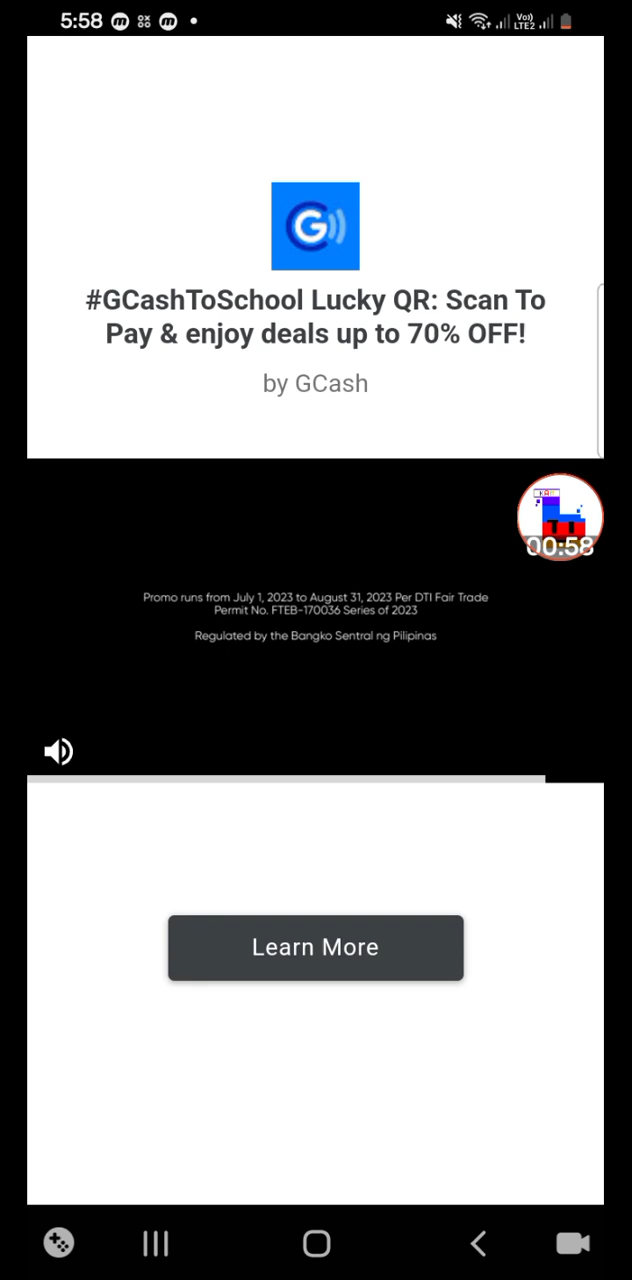 5:58
Vo))
LTE2
G
#GCashToSchool Lucky QR: Scan To
Pay & enjoy deals up to 70% OFF!
by GCash
00:58
Promo runs from July 1, 2023 to August 31, 2023 Per DTI Fair Trade
Permit No. FTEB-170036 Series of 2023
Regulated by the Bangko Sentral ng Pilipinas
Learn More